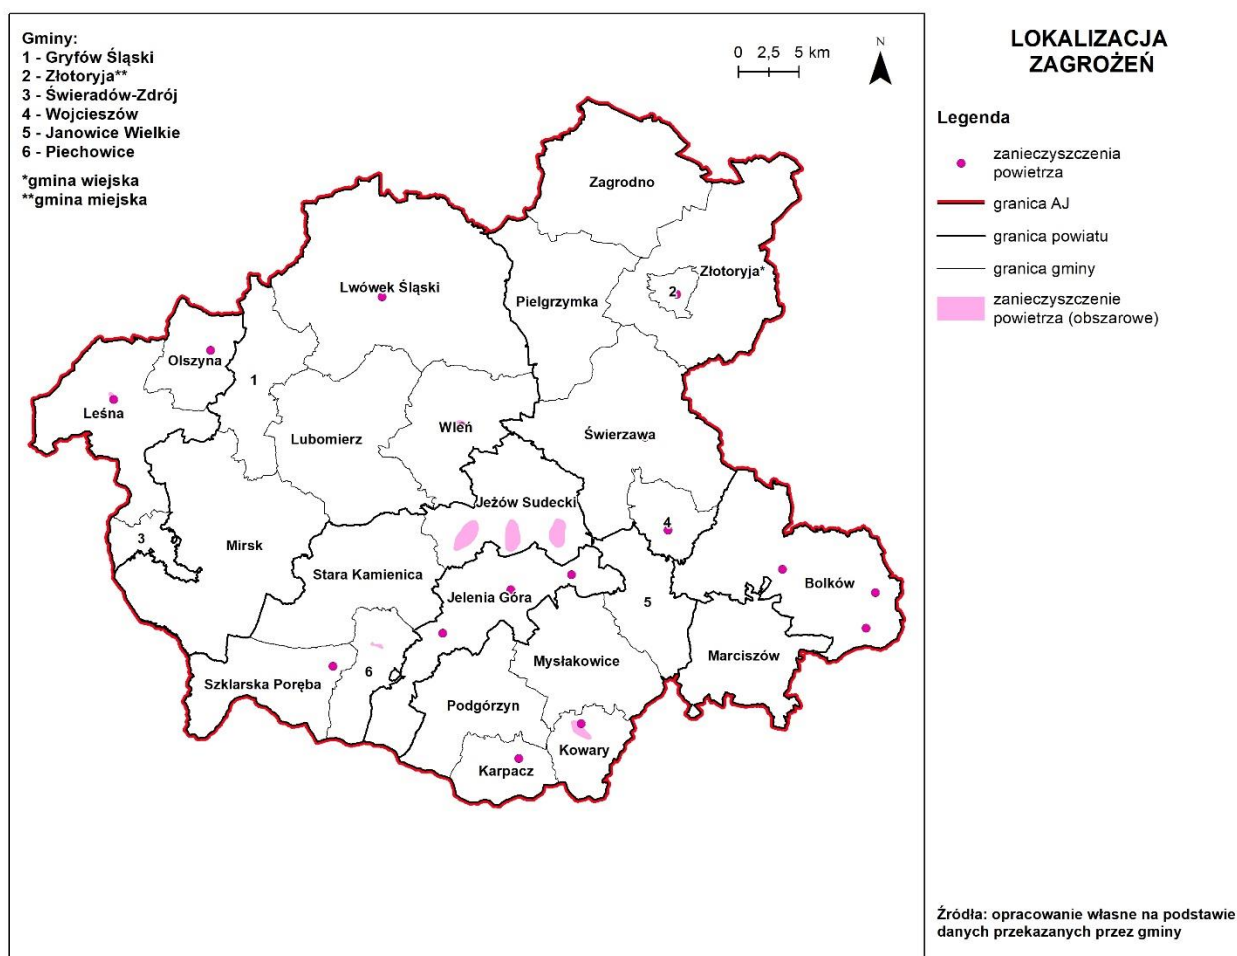 Gminy:
1 - Gryfów Śląski
2 - Złotoryja**
3 - Świeradów-Zdrój
4 - Wojcieszów
5 - Janowice Wielkie
6 - Piechowice
*gmina wiejska
**gmina miejska
0 2,5 5 km
N
LOKALIZACJA
ZAGROŻEŃ
Legenda
zanieczyszczenia
powietrza
granica AJ
granica powiatu
granica gminy
zanieczyszczenie
powietrza (obszarowe)
Zagrodno
Złotoryja*
2
Lwówek Śląski
Pielgrzymka
Olszyna
1
Leśna
Lubomierz
Wleń
Świerzawa
Jeżów Sudecki
4
3
Mirsk
Stara Kamienica
Jelenia Góra
Bolków
5
Marciszów
Mysłakowice
6
Szklarska Poręba
Podgórzyn
Kowary
Karpacz
Źródła: opracowanie własne na podstawie
danych przekazanych przez gminy